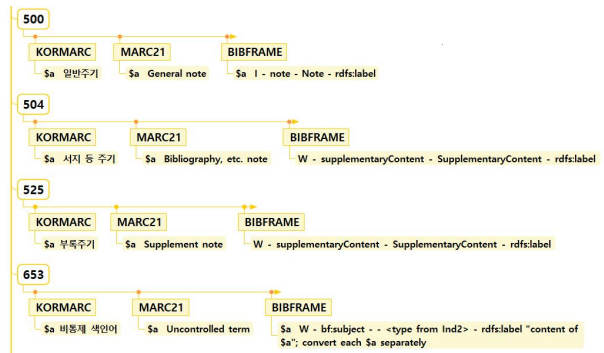 500
KORMARC MARC21 BIBFRAME
$a 일반주기 $a General note $a I - note - Note - rdfs:label
504
KORMARC MARC21 BIBFRAME
$a 서지 등 주기 $a Bibliography, etc. note W - supplementaryContent - SupplementaryContent - rdfs:label
525
KORMARC MARC21 BIBFRAME
$a 부록주기 $a Supplement note W - supplementaryContent - SupplementaryContent - rdfs:label
653
KORMARC MARC21 BIBFRAME
$a 비통제 색인어 $a Uncontrolled term $a W - bf:subject - - <type from Ind2> - rdfs:label "content of
$a"; convert each $a separately